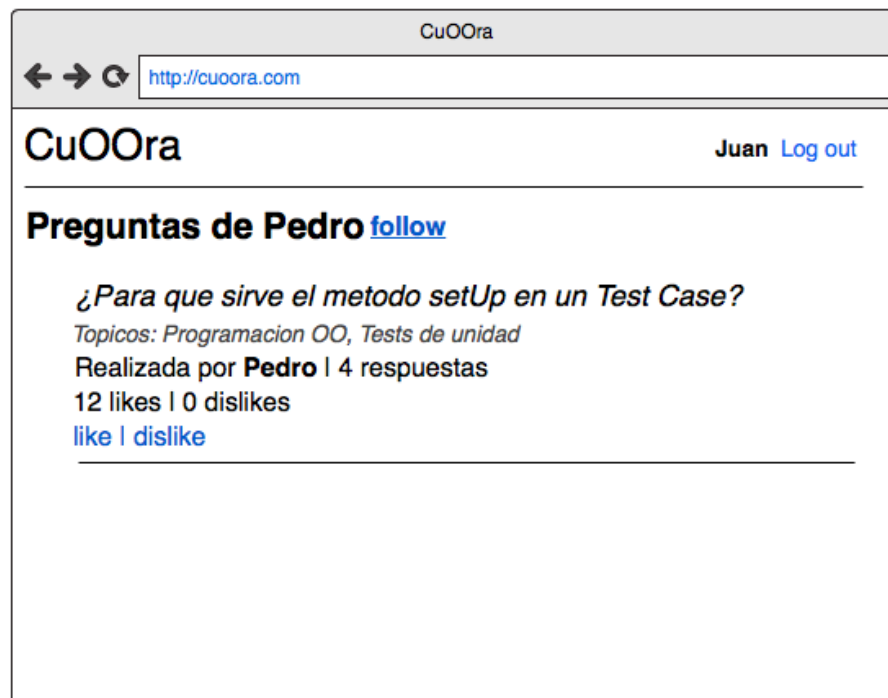 CuOOra
http://cuoora.com
CuOOra
Juan Log out
Preguntas de Pedro follow
¿Para que sirve el metodo setUp en un Test Case?
Topicos: Programacion OO, Tests de unidad
Realizada por Pedro | 4 respuestas
12 likes | 0 dislikes
like | dislike